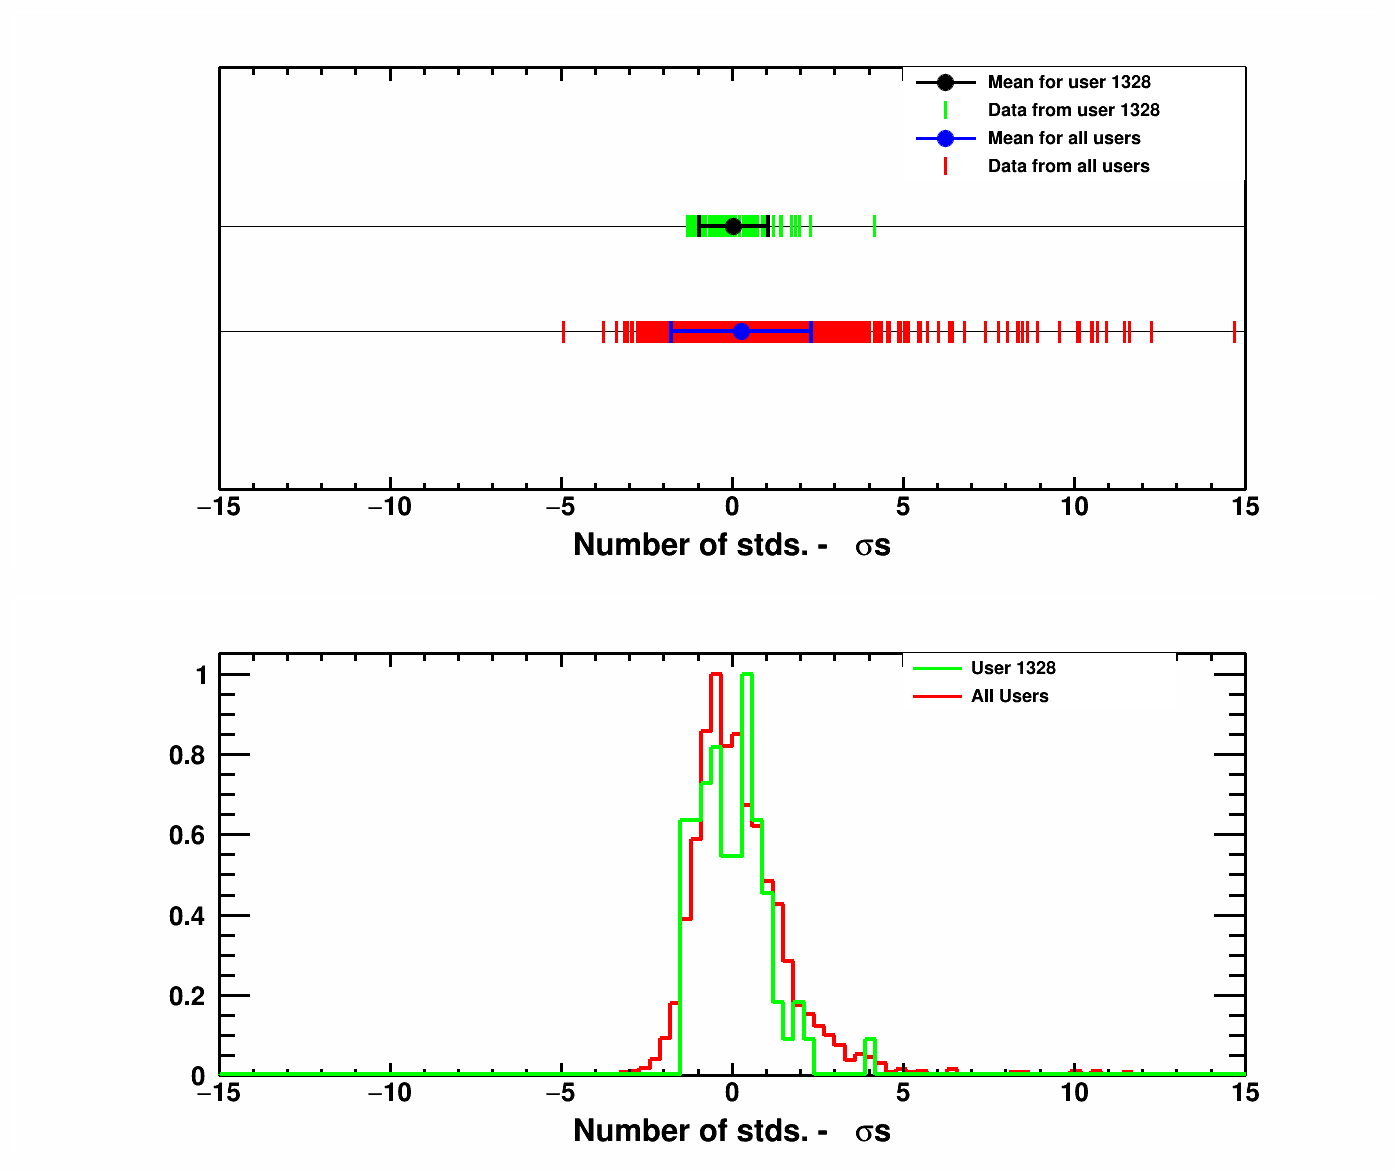 Mean for user 1328
Data from user 1328
Mean for all users
Data from all users
−15 −10 −5 0 5 10 15
Number of stds. - σs
User 1328
All Users
1
0.8
0.6
0.4
0.2
0
−15 −10 −5 0 5 10 15
Number of stds. - σs